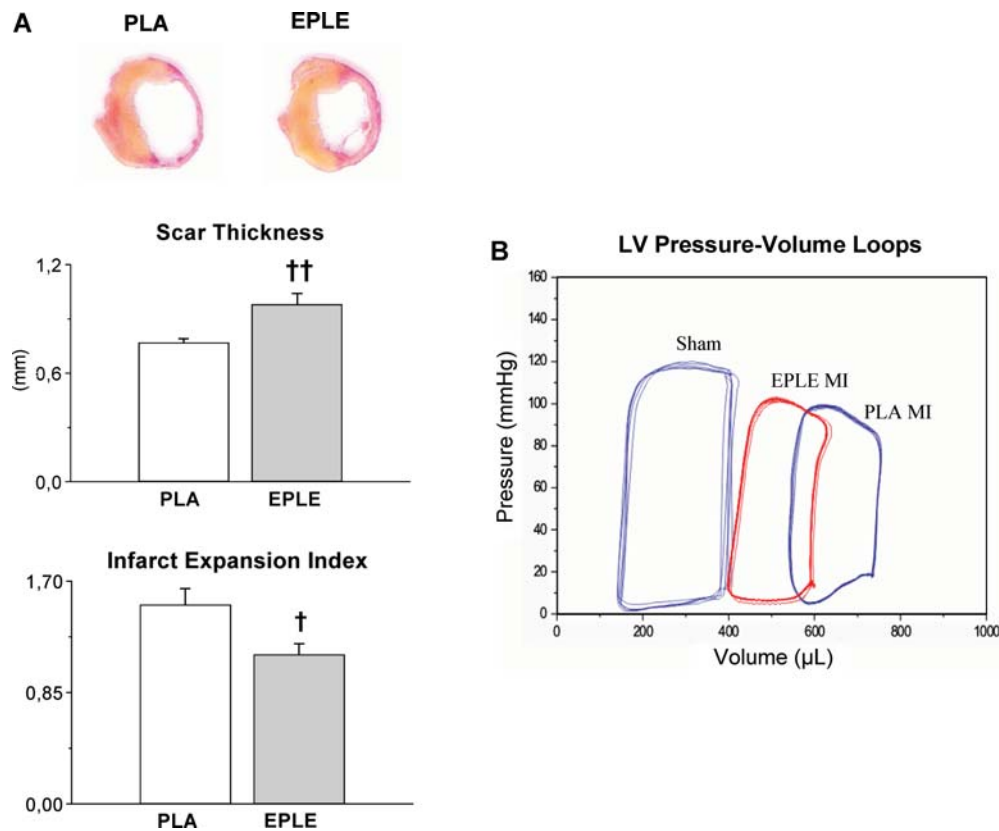 A
PLA EPLE
Scar Thickness
1,2
††
(mm)
0,6
0,0
PLA EPLE
Infarct Expansion Index
1,70
†
0,85
0,00
PLA EPLE
B
LV Pressure-Volume Loops
160
140
120
100
80
60
40
20
0
Pressure (mmHg)
Sham
EPLE MI
PLA MI
0 200 400 600 800 1000
Volume (µL)